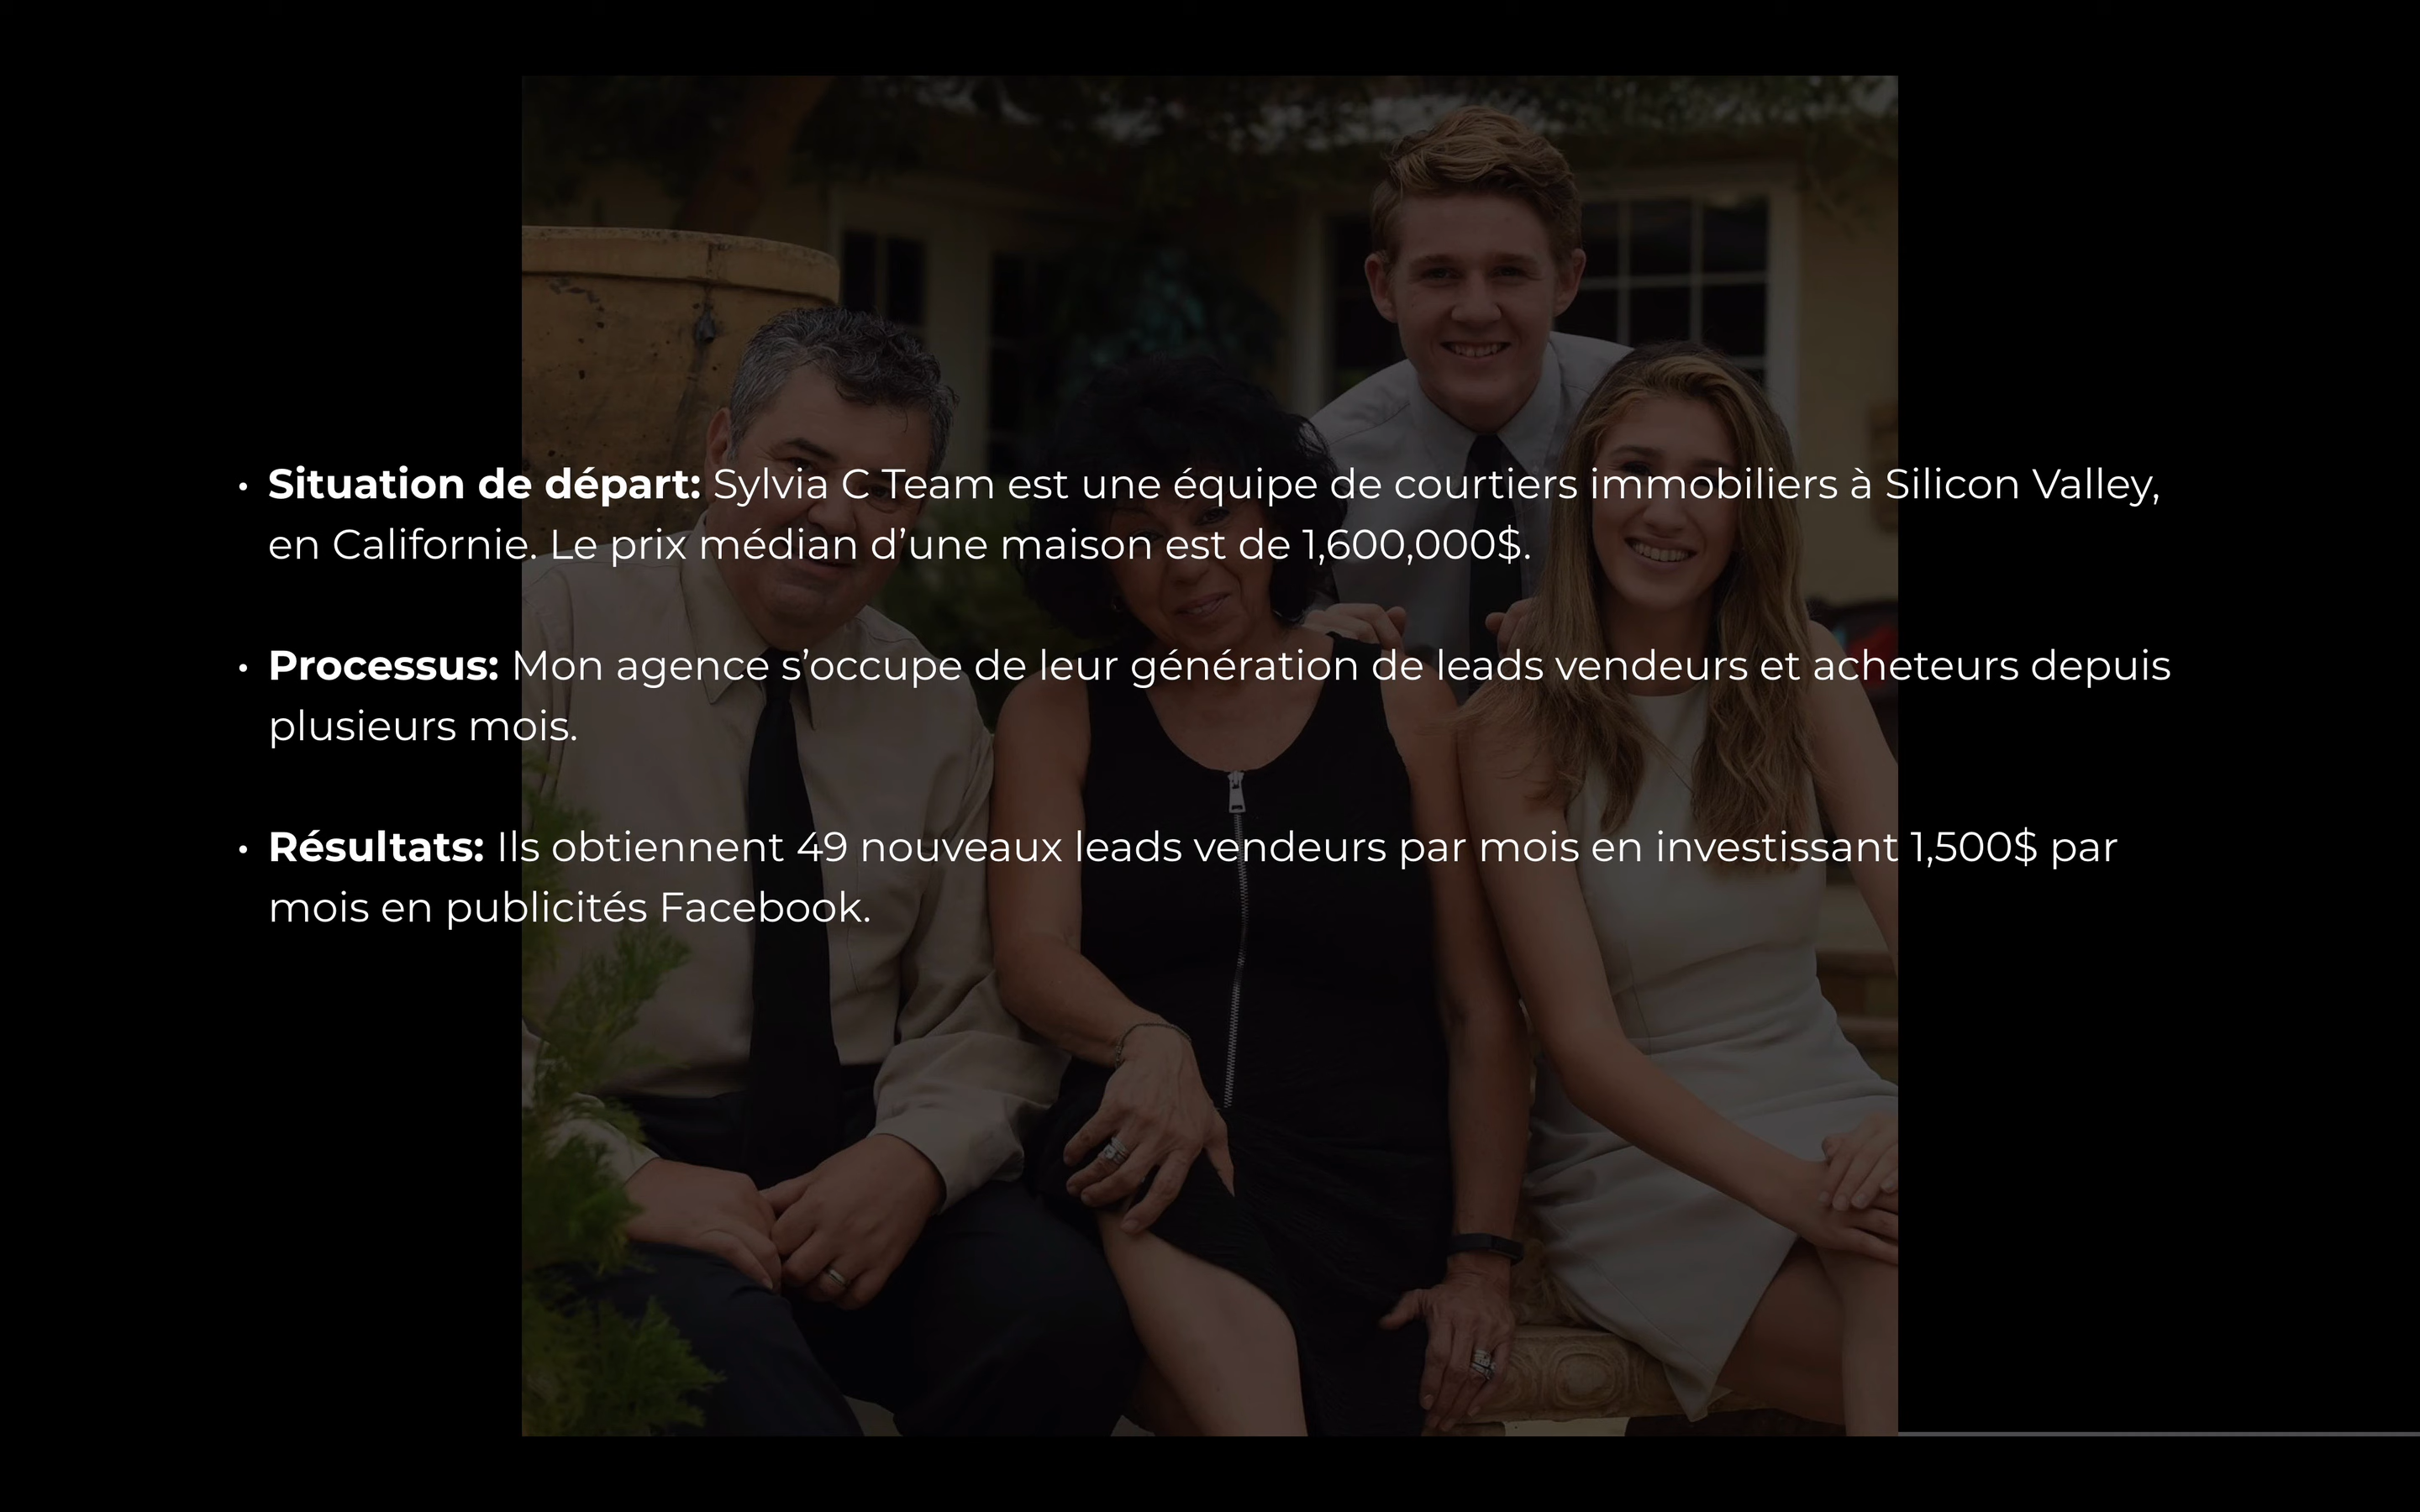 • Situation de départ: Sylvia C Team est une équipe de courtiers immobiliers à Silicon Valley,
en Californie. Le prix médian d’une maison est de 1,600,000$.
• Processus: Mon agence s’occupe de leur génération de leads vendeurs et acheteurs depuis
plusieurs mois.
• Résultats: Ils obtiennent 49 nouveaux leads vendeurs par mois en investissant 1,500$ par
mois en publicités Facebook.